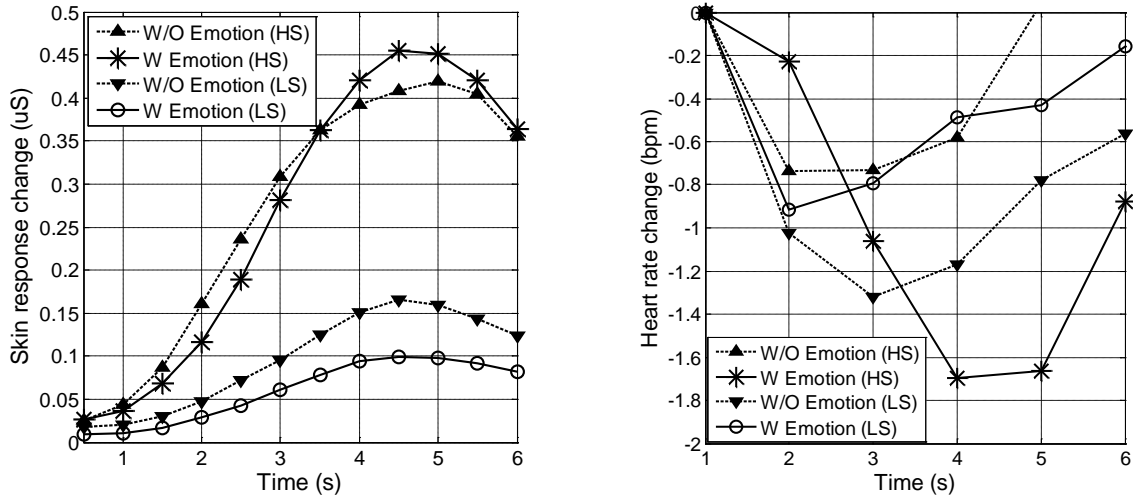 Skin response change (uS)
0.5
0.45
0.4
0.35
0.3
0.25
0.2
0.15
0.1
0.05
0
W/O Emotion (HS)
W Emotion (HS)
W/O Emotion (LS)
W Emotion (LS)
1 2 3 4 5 6
Time (s)
Heart rate change (bpm)
0
-0.2
-0.4
-0.6
-0.8
-1
-1.2
-1.4
-1.6
-1.8
-2
W/O Emotion (HS)
W Emotion (HS)
W/O Emotion (LS)
W Emotion (LS)
1 2 3 4 5 6
Time (s)